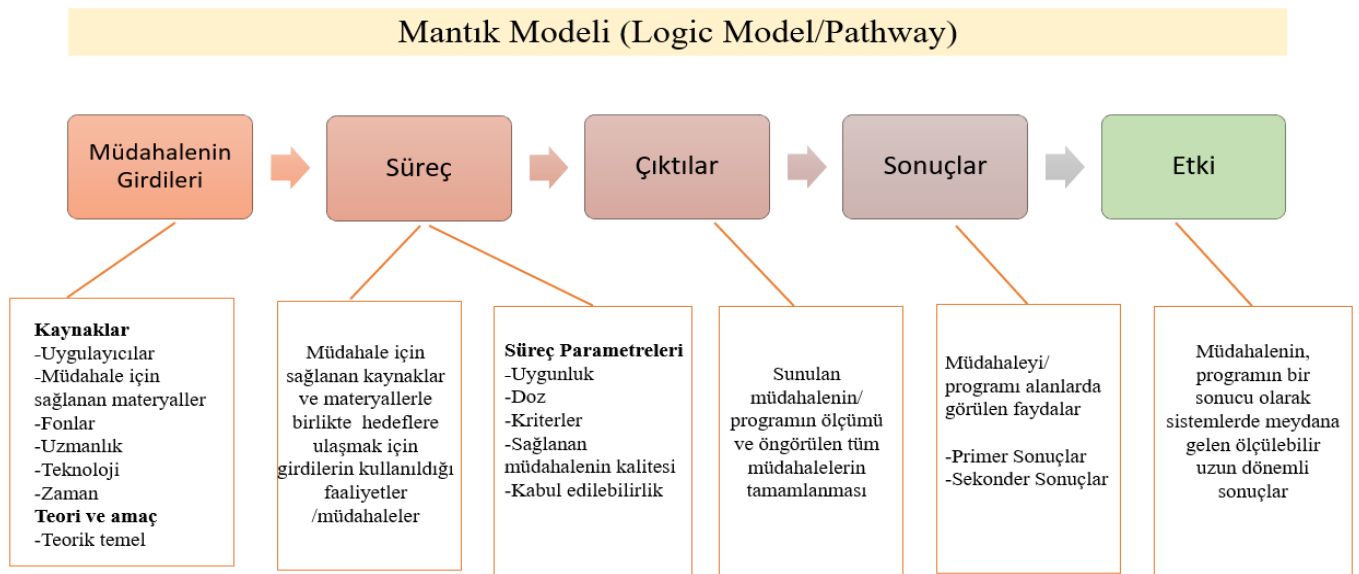 Mantık Modeli (Logic Model/Pathway)
Müdahalenin
Girdileri
Süreç
Çıktılar
Sonuçlar
Etki
Kaynaklar
-Uygulayıcılar
-Müdahale için
sağlanan materyaller
-Fonlar
-Uzmanlık
-Teknoloji
-Zaman
Teori ve amaç
-Teorik temel
Müdahale için
sağlanan kaynaklar
ve materyallerle
birlikte hedeflere
ulaşmak için
girdilerin kullanıldığı
faaliyetler
/müdahaleler
Süreç Parametreleri
-Uygunluk
-Doz
-Kriterler
-Sağlanan
müdahalenin kalitesi
-Kabul edilebilirlik
Sunulan
müdahalenin/
programın ölçümü
ve öngörülen tüm
müdahalelerin
tamamlanması
Müdahaleyi/
programı alanlarda
görülen faydalar
-Primer Sonuçlar
-Sekonder Sonuçlar
Müdahalenin,
programın bir
sonucu olarak
sistemlerde meydana
gelen ölçülebilir
uzun dönemli
sonuçlar